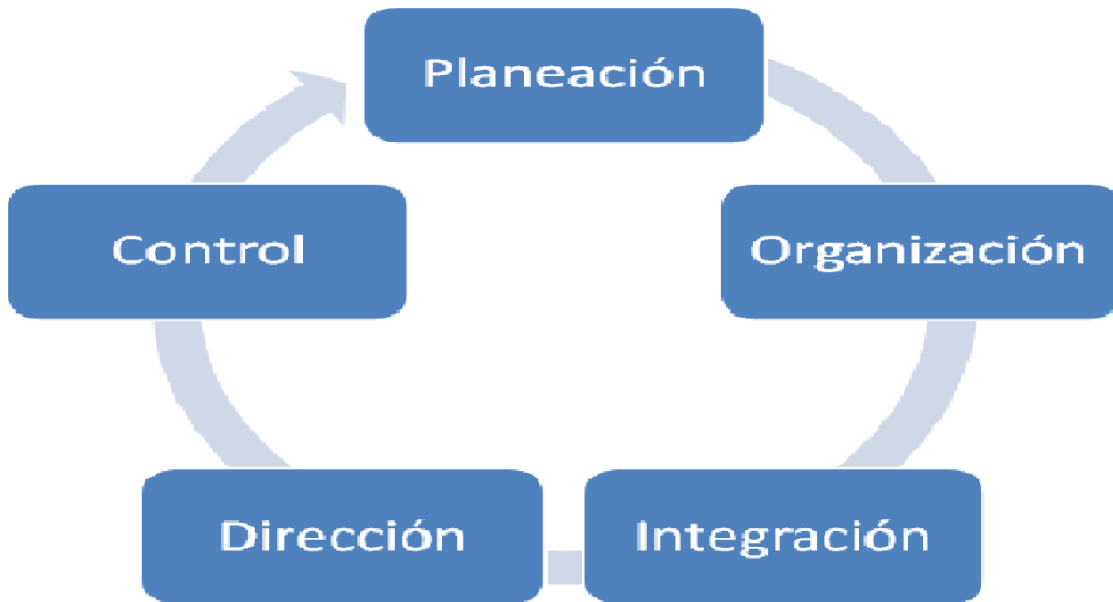 Planeación
Organización
Integración
Dirección
Control